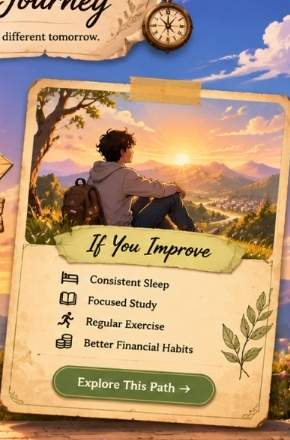 Journey
different tomorrow.
If You Improve
Consistent Sleep
Focused Study
Regular Exercise
Better Financial Habits
Explore This Path →